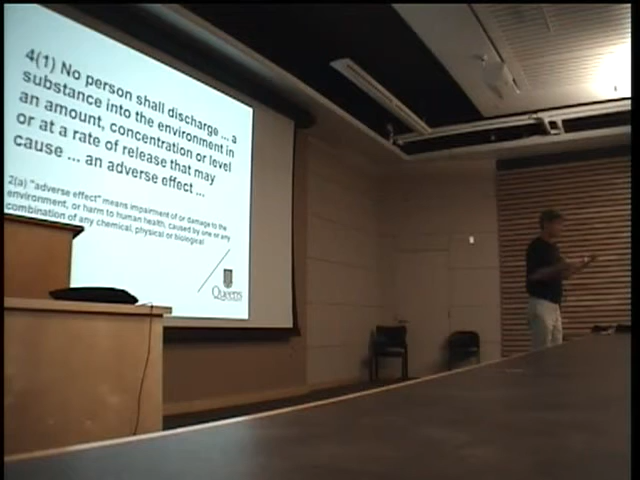 4(1) No person shall discharge ... a
substance into the environment in
an amount, concentration or level
or at a rate of release that may
cause ... an adverse effect ...
2(a) "adverse effect" means impairment of or damage to the
environment, or harm to human health, caused by one or any
combination of any chemical, physical or biological
Queen's